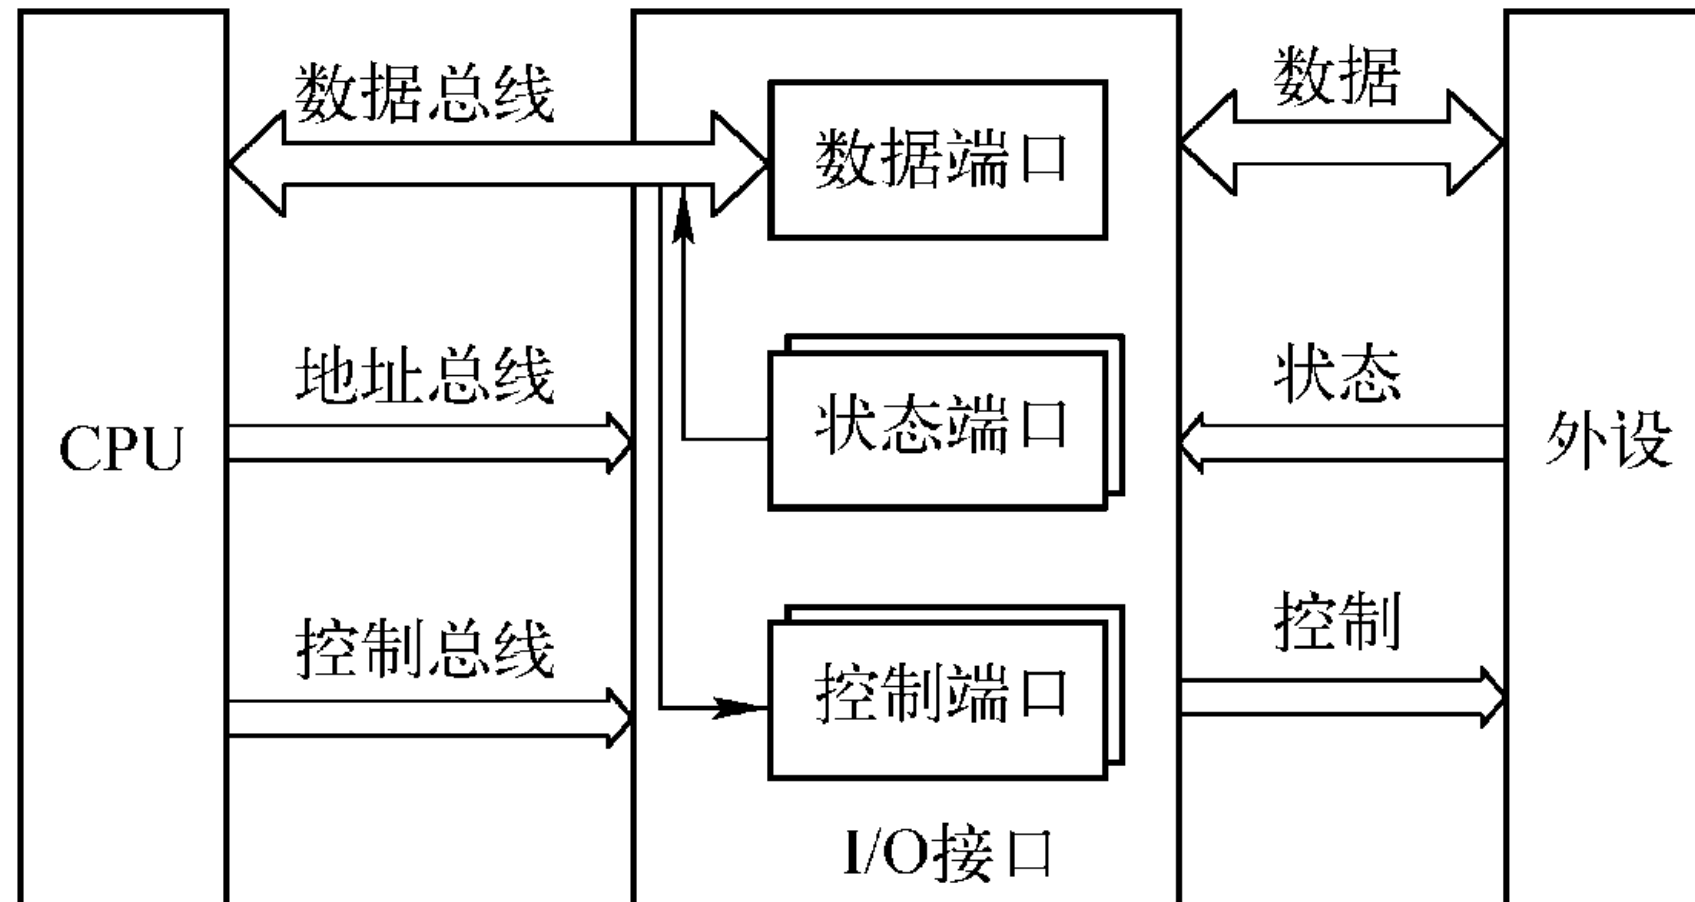 数据总线
数据
数据端口
地址总线
状态
CPU
状态端口
外设
控制总线
控制
控制端口
I/O接口